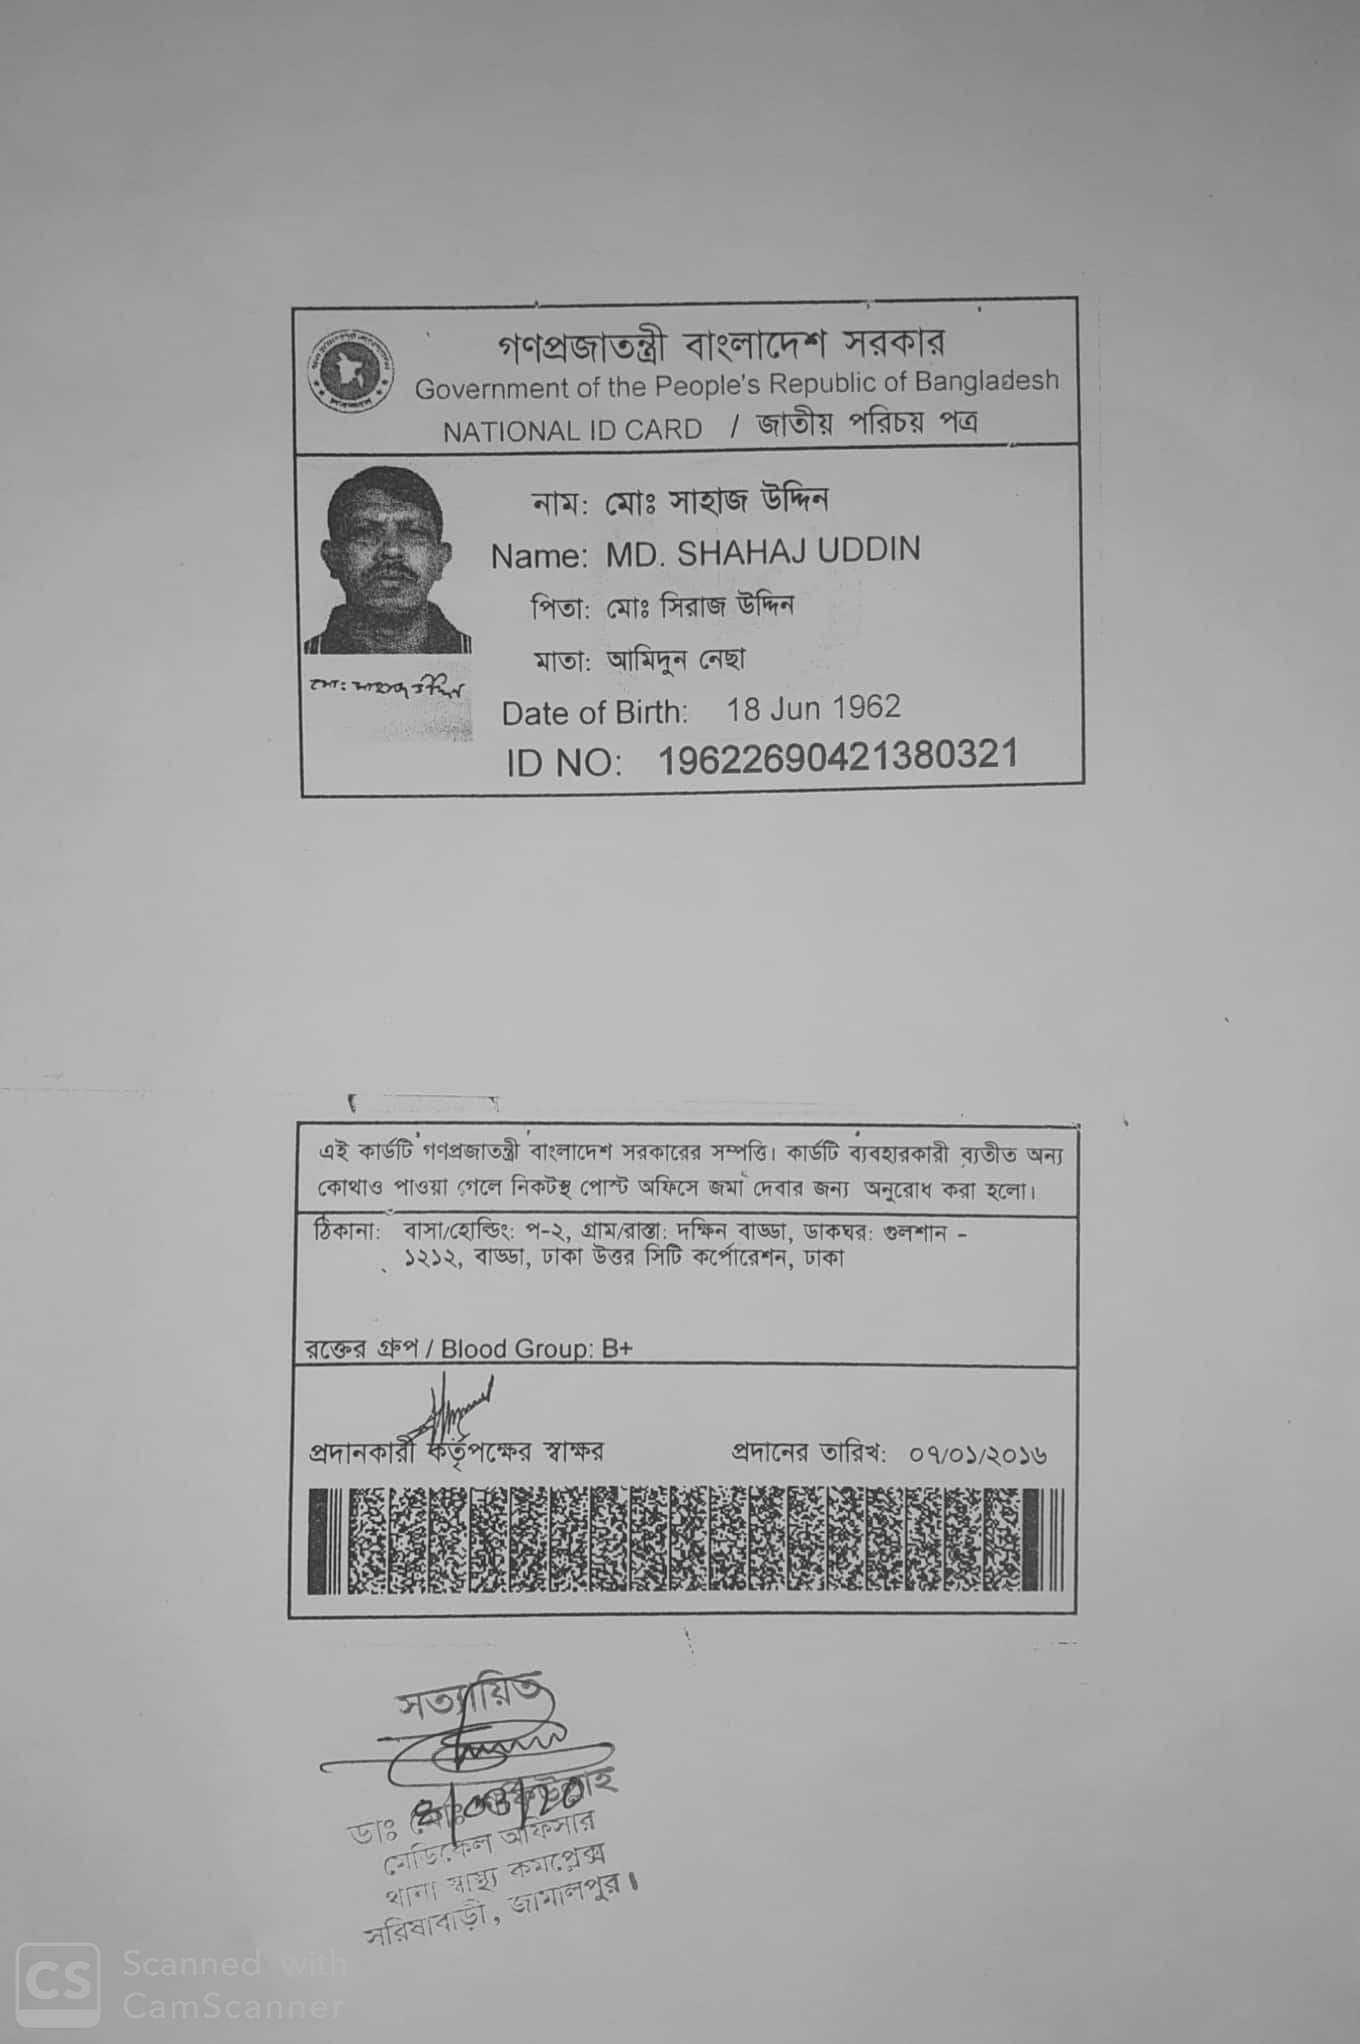 গণপ্রজাতন্ত্রী বাংলাদেশ সরকার
Government of the People's Republic of Bangladesh
NATIONAL ID CARD / জাতীয় পরিচয় পত্র
নাম: মোঃ সাহাজ উদ্দিন
Name: MD. SHAHAJ UDDIN
পিতা: মোঃ সিরাজ উদ্দিন
মাতা: আমিদুন নেছা
মোঃ সাহাজ উদ্দিন
Date of Birth: 18 Jun 1962
ID NO: 19622690421380321
এই কার্ডটি গণপ্রজাতন্ত্রী বাংলাদেশ সরকারের সম্পত্তি। কার্ডটি ব্যবহারকারী ব্যতীত অন্য
কোথাও পাওয়া গেলে নিকটস্থ পোস্ট অফিসে জমা দেবার জন্য অনুরোধ করা হলো।
ঠিকানা: বাসা/হোল্ডিং: প-২, গ্রাম/রাস্তা: দক্ষিন বাড্ডা, ডাকঘর: গুলশান -
১২১২, বাড্ডা, ঢাকা উত্তর সিটি কর্পোরেশন, ঢাকা
রক্তের গ্রুপ / Blood Group: B+
প্রদানকারী কর্তৃপক্ষের স্বাক্ষর প্রদানের তারিখ: ০৭/০১/২০১৬
সত্যায়িত
ডাঃ মোঃ
মেডিকেল অফিসার
থানা স্বাস্থ্য কমপ্লেক্স
সরিষাবাড়ী, জামালপুর।
CS Scanned with
CamScanner